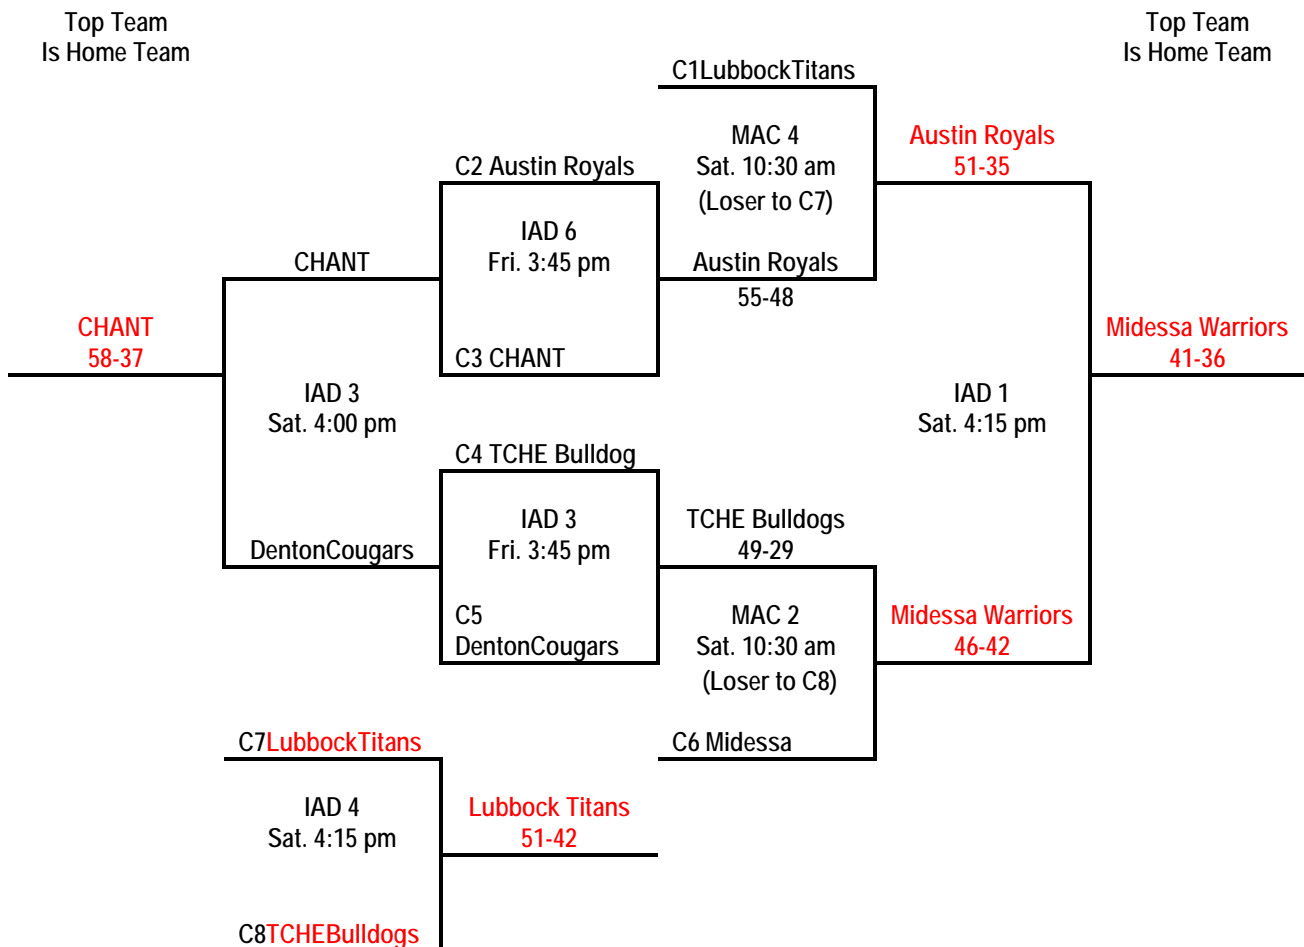 Top Team
Is Home Team
Top Team
Is Home Team
C1LubbockTitans
MAC 4
Sat. 10:30 am
(Loser to C7)
Austin Royals
51-35
C2 Austin Royals
IAD 6
Fri. 3:45 pm
CHANT
Austin Royals
55-48
CHANT
58-37
C3 CHANT
Midessa Warriors
41-36
IAD 3
Sat. 4:00 pm
IAD 1
Sat. 4:15 pm
C4 TCHE Bulldog
IAD 3
Fri. 3:45 pm
TCHE Bulldogs
49-29
DentonCougars
C5
DentonCougars
MAC 2
Sat. 10:30 am
(Loser to C8)
Midessa Warriors
46-42
C7LubbockTitans
C6 Midessa
IAD 4
Sat. 4:15 pm
Lubbock Titans
51-42
C8TCHEBulldogs